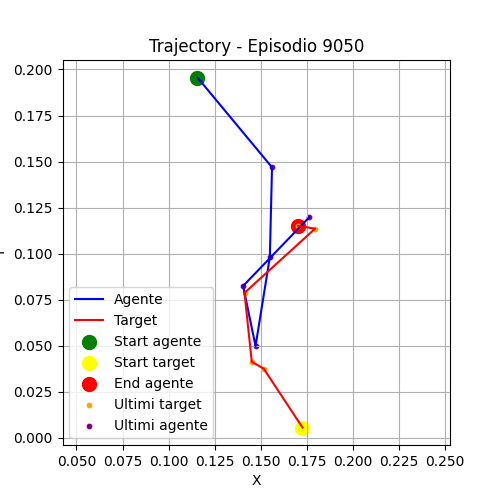 Trajectory - Episodio 9050
0.200
0.175
0.150
0.125
0.100
0.075
0.050
0.025
0.000
Agente
Target
Start agente
Start target
End agente
Ultimi target
Ultimi agente
0.050 0.075 0.100 0.125 0.150 0.175 0.200 0.225 0.250
X